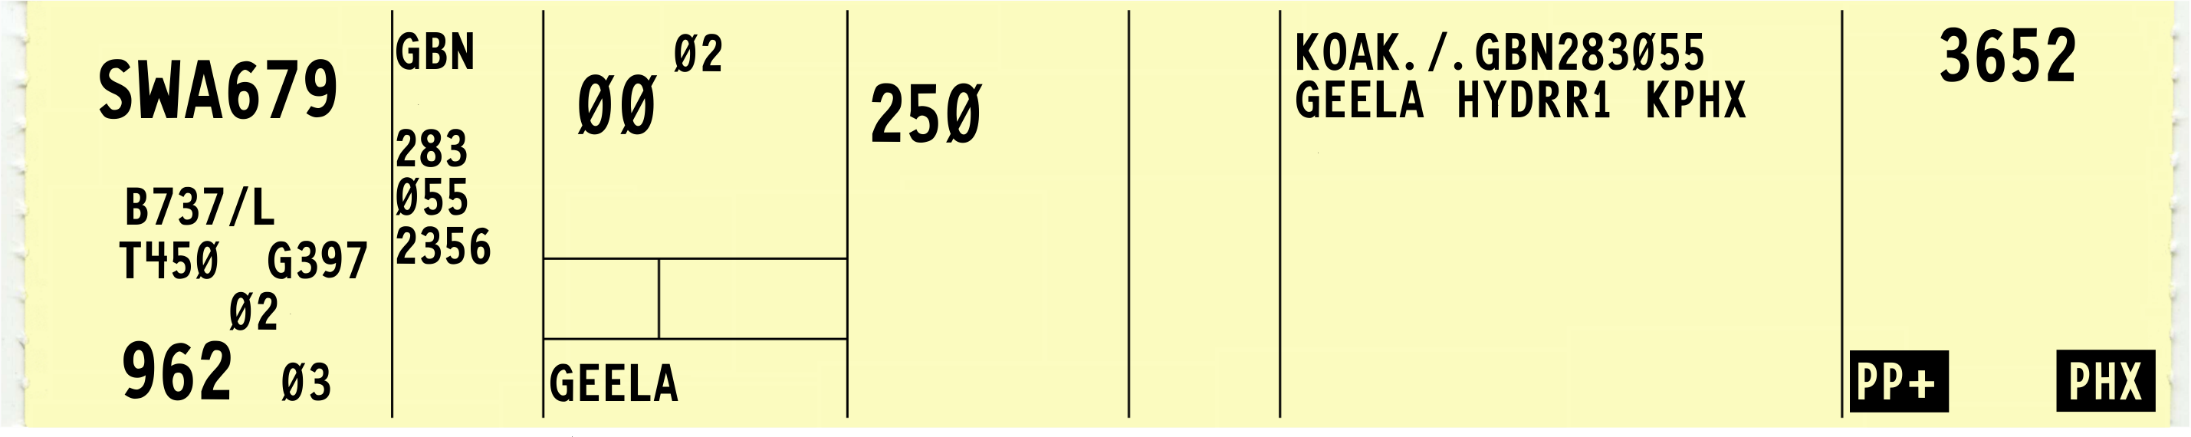 SWA679
B737/L
T450 G397
02
962 03
GBN
283
055
2356
02
00
GEELA
250
KOAK./.GBN283055
GEELA HYDRR1 KPHX
3652
PP+
PHX